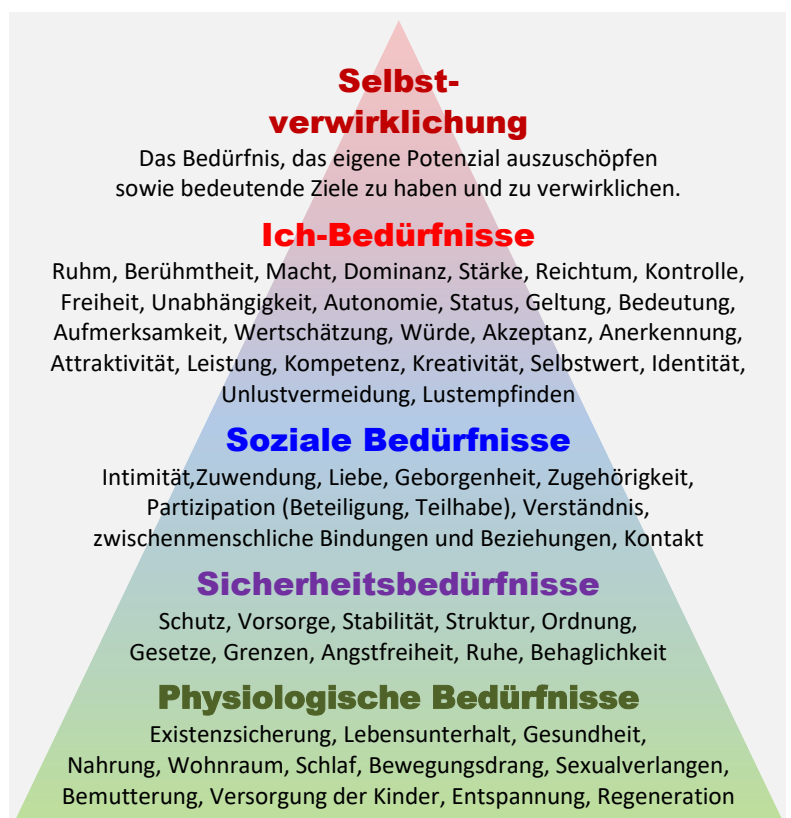 Selbst-
verwirklichung
Das Bedürfnis, das eigene Potenzial auszuschöpfen
sowie bedeutende Ziele zu haben und zu verwirklichen.
Ich-Bedürfnisse
Ruhm, Berühmtheit, Macht, Dominanz, Stärke, Reichtum, Kontrolle,
Freiheit, Unabhängigkeit, Autonomie, Status, Geltung, Bedeutung,
Aufmerksamkeit, Wertschätzung, Würde, Akzeptanz, Anerkennung,
Attraktivität, Leistung, Kompetenz, Kreativität, Selbstwert, Identität,
Unlustvermeidung, Lustempfinden
Soziale Bedürfnisse
Intimität,Zuwendung, Liebe, Geborgenheit, Zugehörigkeit,
Partizipation (Beteiligung, Teilhabe), Verständnis,
zwischenmenschliche Bindungen und Beziehungen, Kontakt
Sicherheitsbedürfnisse
Schutz, Vorsorge, Stabilität, Struktur, Ordnung,
Gesetze, Grenzen, Angstfreiheit, Ruhe, Behaglichkeit
Physiologische Bedürfnisse
Existenzsicherung, Lebensunterhalt, Gesundheit,
Nahrung, Wohnraum, Schlaf, Bewegungsdrang, Sexualverlangen,
Bemutterung, Versorgung der Kinder, Entspannung, Regeneration